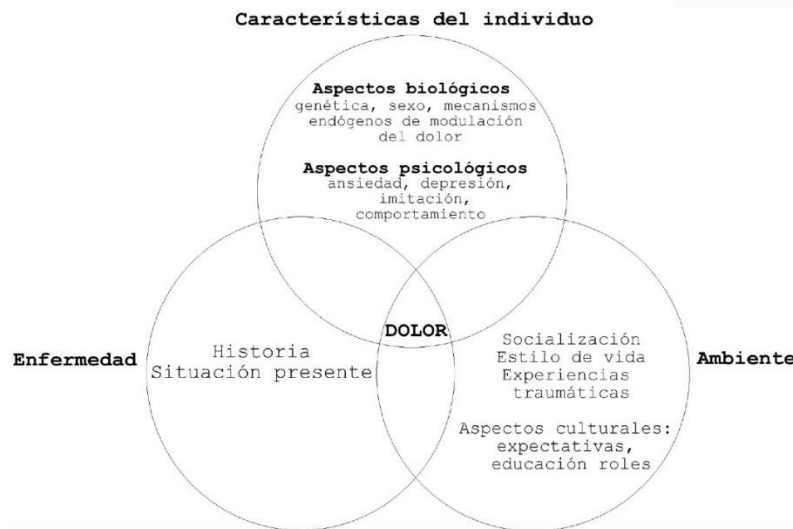 Características del individuo
Aspectos biológicos
genética, sexo, mecanismos
endógenos de modulación
del dolor
Aspectos psicológicos
ansiedad, depresión,
imitación,
comportamiento
DOLOR
Enfermedad
Historia
Situación presente
Socialización
Estilo de vida
Experiencias
traumáticas
Aspectos culturales:
expectativas,
educación roles
Ambiente